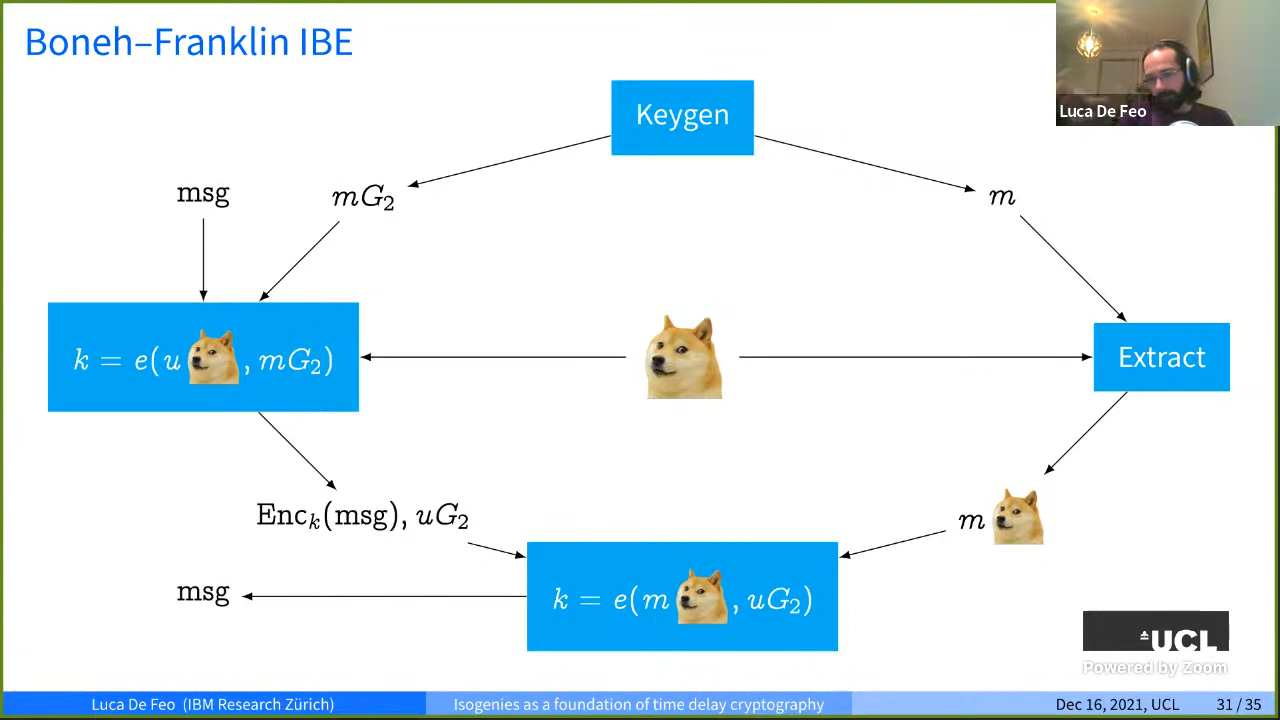 Boneh–Franklin IBE
Luca De Feo
Keygen
msg
mG₂
m
k = e(u , mG₂)
Extract
Encₖ(msg), uG₂
m
msg
k = e(m , uG₂)
UCL
Powered by Zoom
Luca De Feo (IBM Research Zürich)
Isogenies as a foundation of time delay cryptography
Dec 16, 2021, UCL
31 / 35